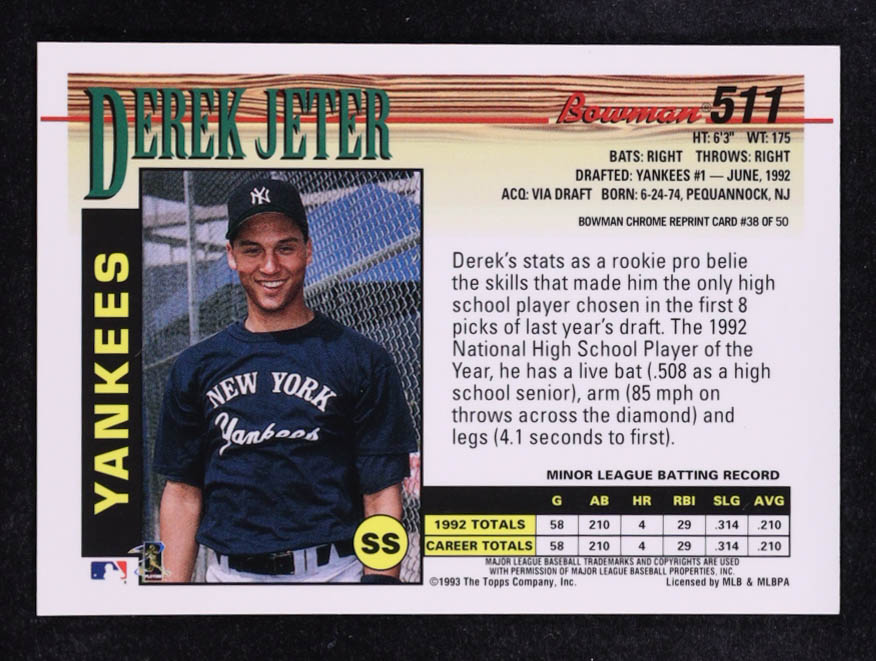 DEREK JETER
Bowman® 511
HT: 6'3" WT: 175
BATS: RIGHT THROWS: RIGHT
DRAFTED: YANKEES #1 — JUNE, 1992
ACQ: VIA DRAFT BORN: 6-24-74, PEQUANNOCK, NJ
BOWMAN CHROME REPRINT CARD #38 OF 50
YANKEES
NY
NEW YORK
Yankees
SS
Derek's stats as a rookie pro belie
the skills that made him the only high
school player chosen in the first 8
picks of last year's draft. The 1992
National High School Player of the
Year, he has a live bat (.508 as a high
school senior), arm (85 mph on
throws across the diamond) and
legs (4.1 seconds to first).
MINOR LEAGUE BATTING RECORD
G AB HR RBI SLG AVG
1992 TOTALS 58 210 4 29 .314 .210
CAREER TOTALS 58 210 4 29 .314 .210
MAJOR LEAGUE BASEBALL TRADEMARKS AND COPYRIGHTS ARE USED
WITH PERMISSION OF MAJOR LEAGUE BASEBALL PROPERTIES, INC.
©1993 The Topps Company, Inc. Licensed by MLB & MLBPA